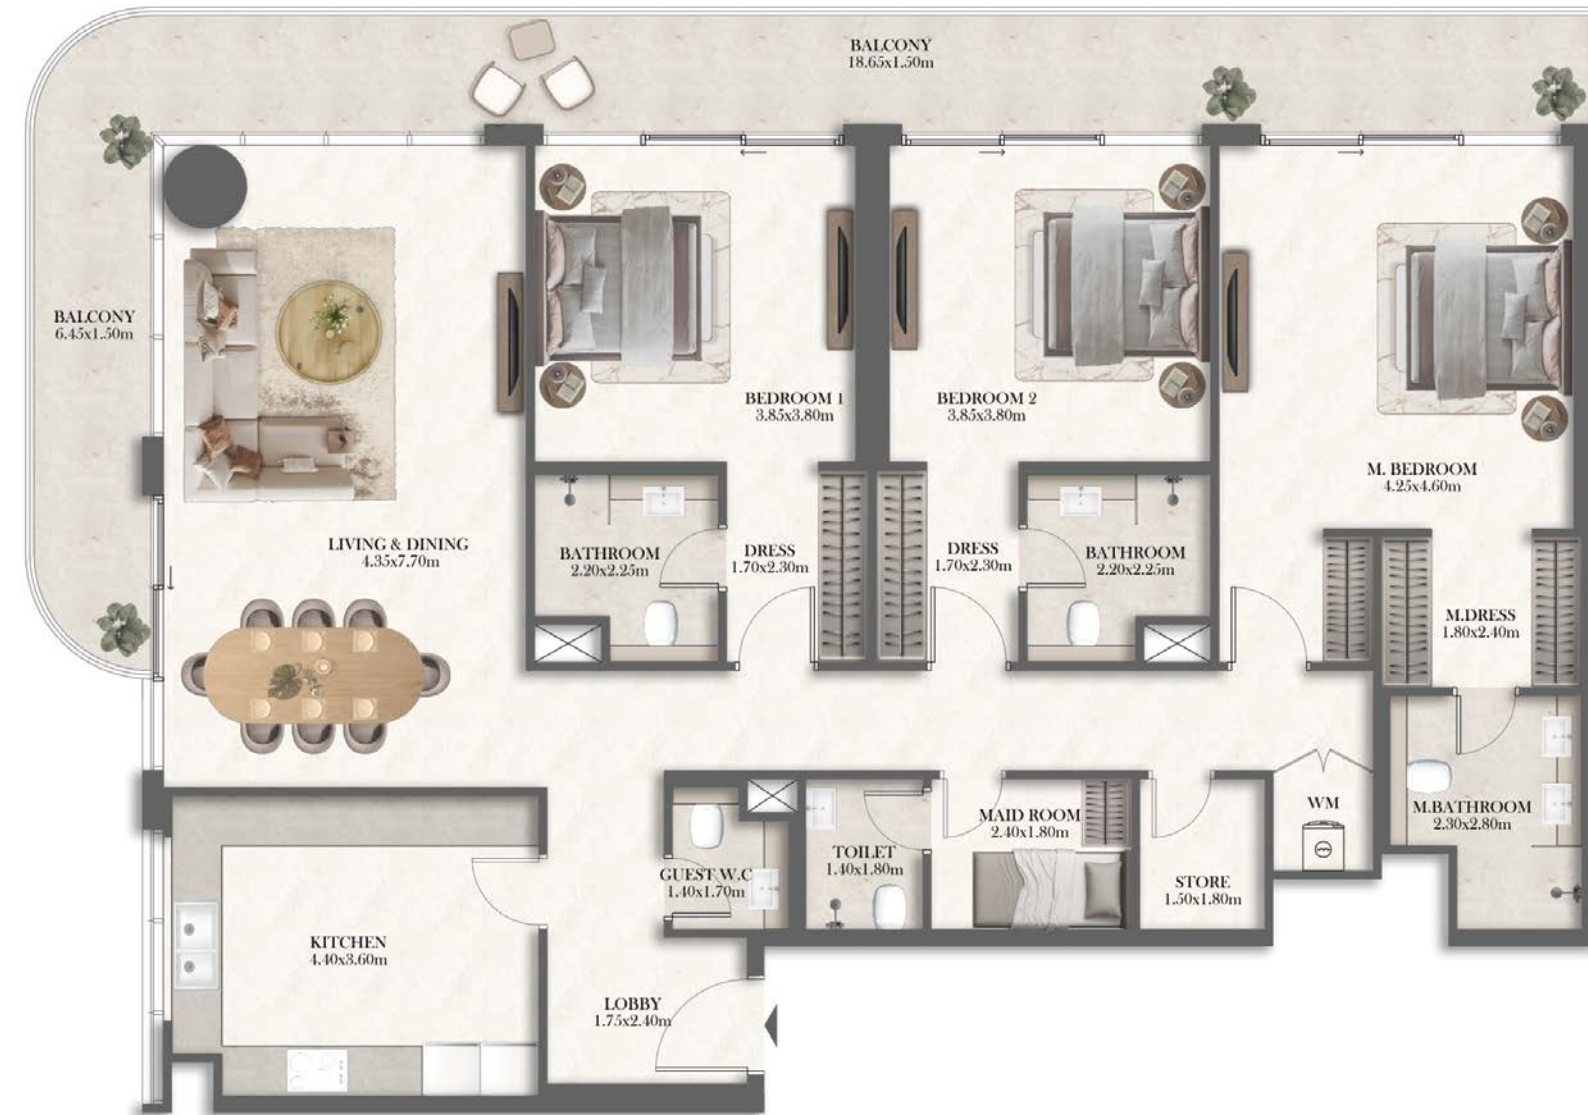 BALCONY
18.65x1.50m
BALCONY
6.45x1.50m
BEDROOM 1
3.85x3.80m
BEDROOM 2
3.85x3.80m
M. BEDROOM
4.25x4.60m
LIVING & DINING
4.35x7.70m
BATHROOM
2.20x2.25m
DRESS
1.70x2.30m
DRESS
1.70x2.30m
BATHROOM
2.20x2.25m
M.DRESS
1.80x2.40m
WM
M.BATHROOM
2.30x2.80m
MAID ROOM
2.40x1.80m
TOILET
1.40x1.80m
GUEST W.C
1.40x1.70m
STORE
1.50x1.80m
KITCHEN
4.40x3.60m
LOBBY
1.75x2.40m